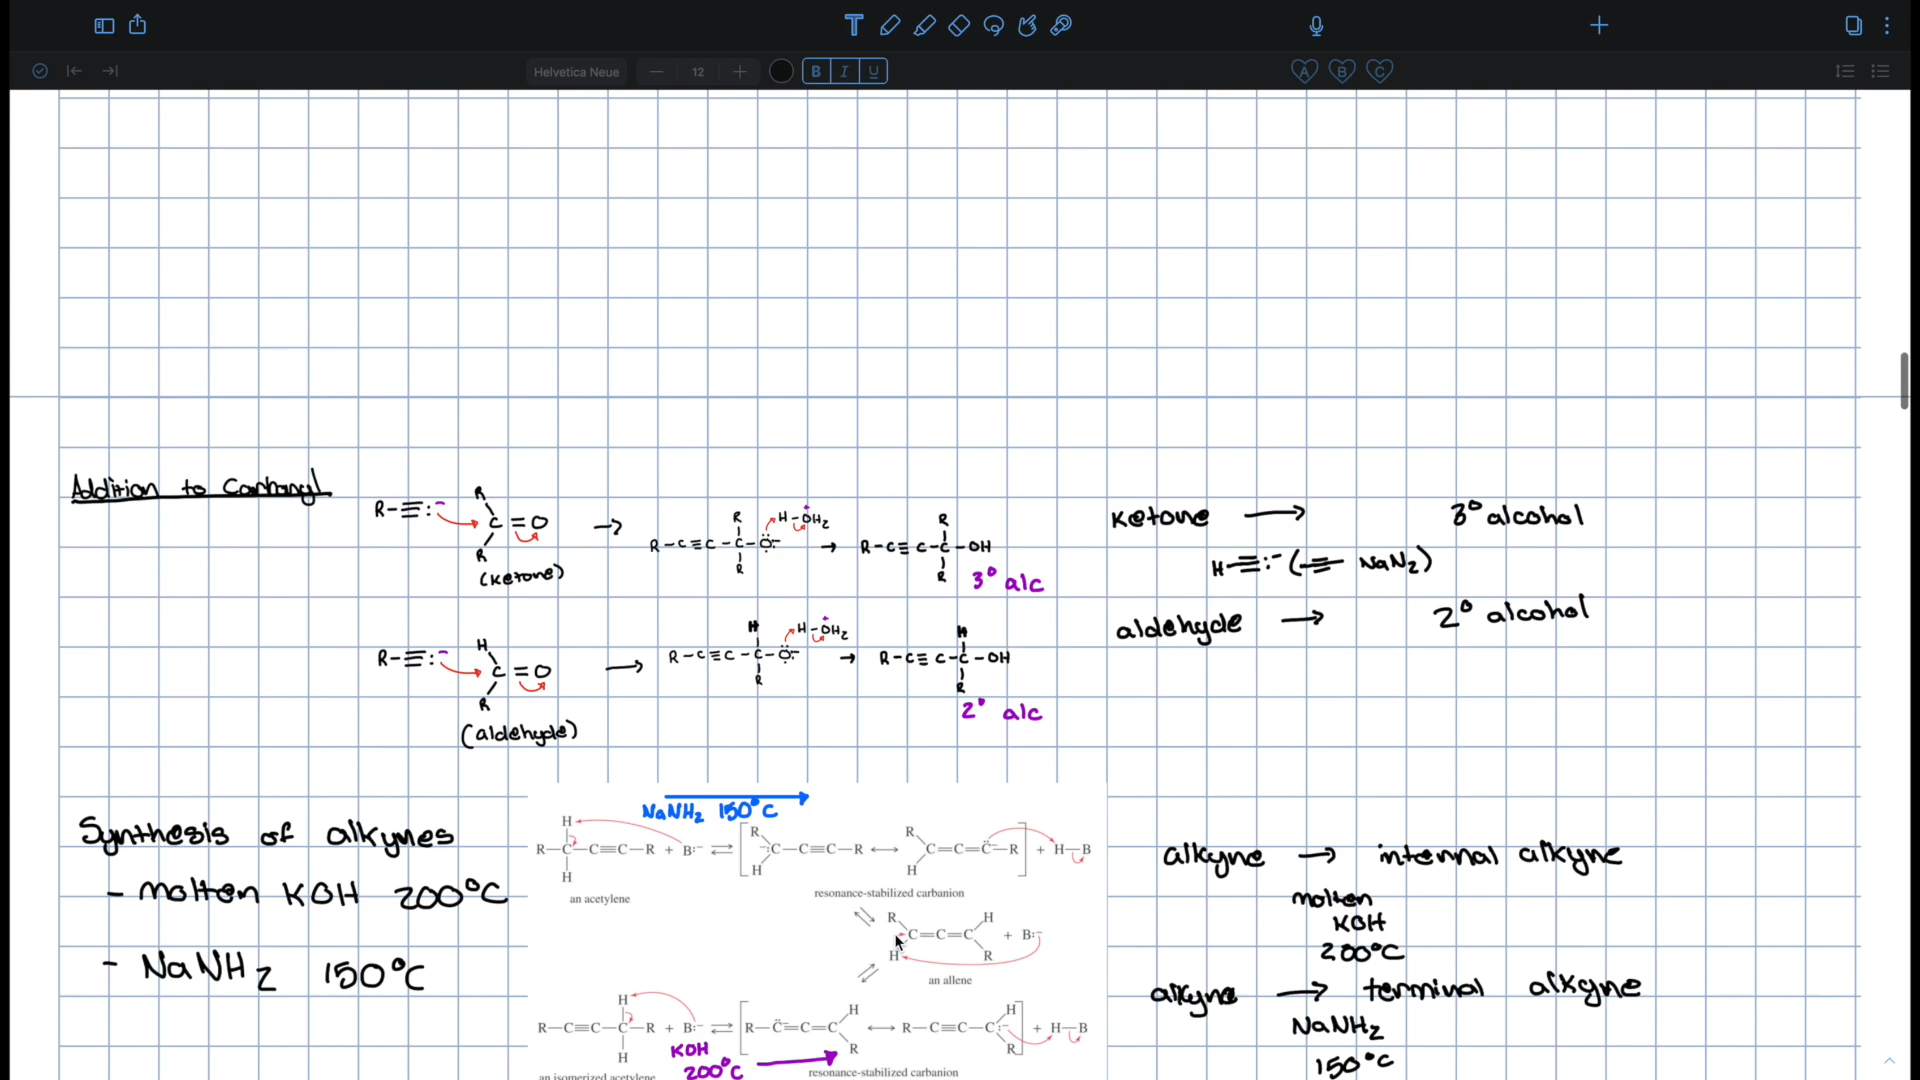 Helvetica Neue
12
B
I
U
A
B
C
Addition to Carbonyl
R-≡:⁻
R
C=O
R
(ketone)
R
R-C≡C-C-Ö:⁻
R
H-OH₂
R
R-C≡C-C-OH
R
3° alc
R-≡:⁻
H
C=O
R
(aldehyde)
H
R-C≡C-C-Ö:⁻
R
H-OH₂
H
R-C≡C-C-OH
R
2° alc
ketone → 3° alcohol
H-≡:⁻ (≡ NaN₂)
aldehyde → 2° alcohol
Synthesis of alkynes
- molten KOH 200°C
- NaNH₂ 150°C
NaNH₂ 150°C
H
R—C—C≡C—R + B:⁻
H
an acetylene
R
⁻:C—C≡C—R
H
R
C=C=C̈⁻—R
H
+ H—B
resonance-stabilized carbanion
R
H
C=C=C
H
R
+ B:⁻
an allene
H
R—C≡C—C—R + B:⁻
H
an isomerized acetylene
KOH
200°C
H
R—C̈⁻=C=C
R
H
R—C≡C—C:⁻
R
+ H—B
resonance-stabilized carbanion
alkyne → internal alkyne
molten
KOH
200°C
alkyne → terminal alkyne
NaNH₂
150°C